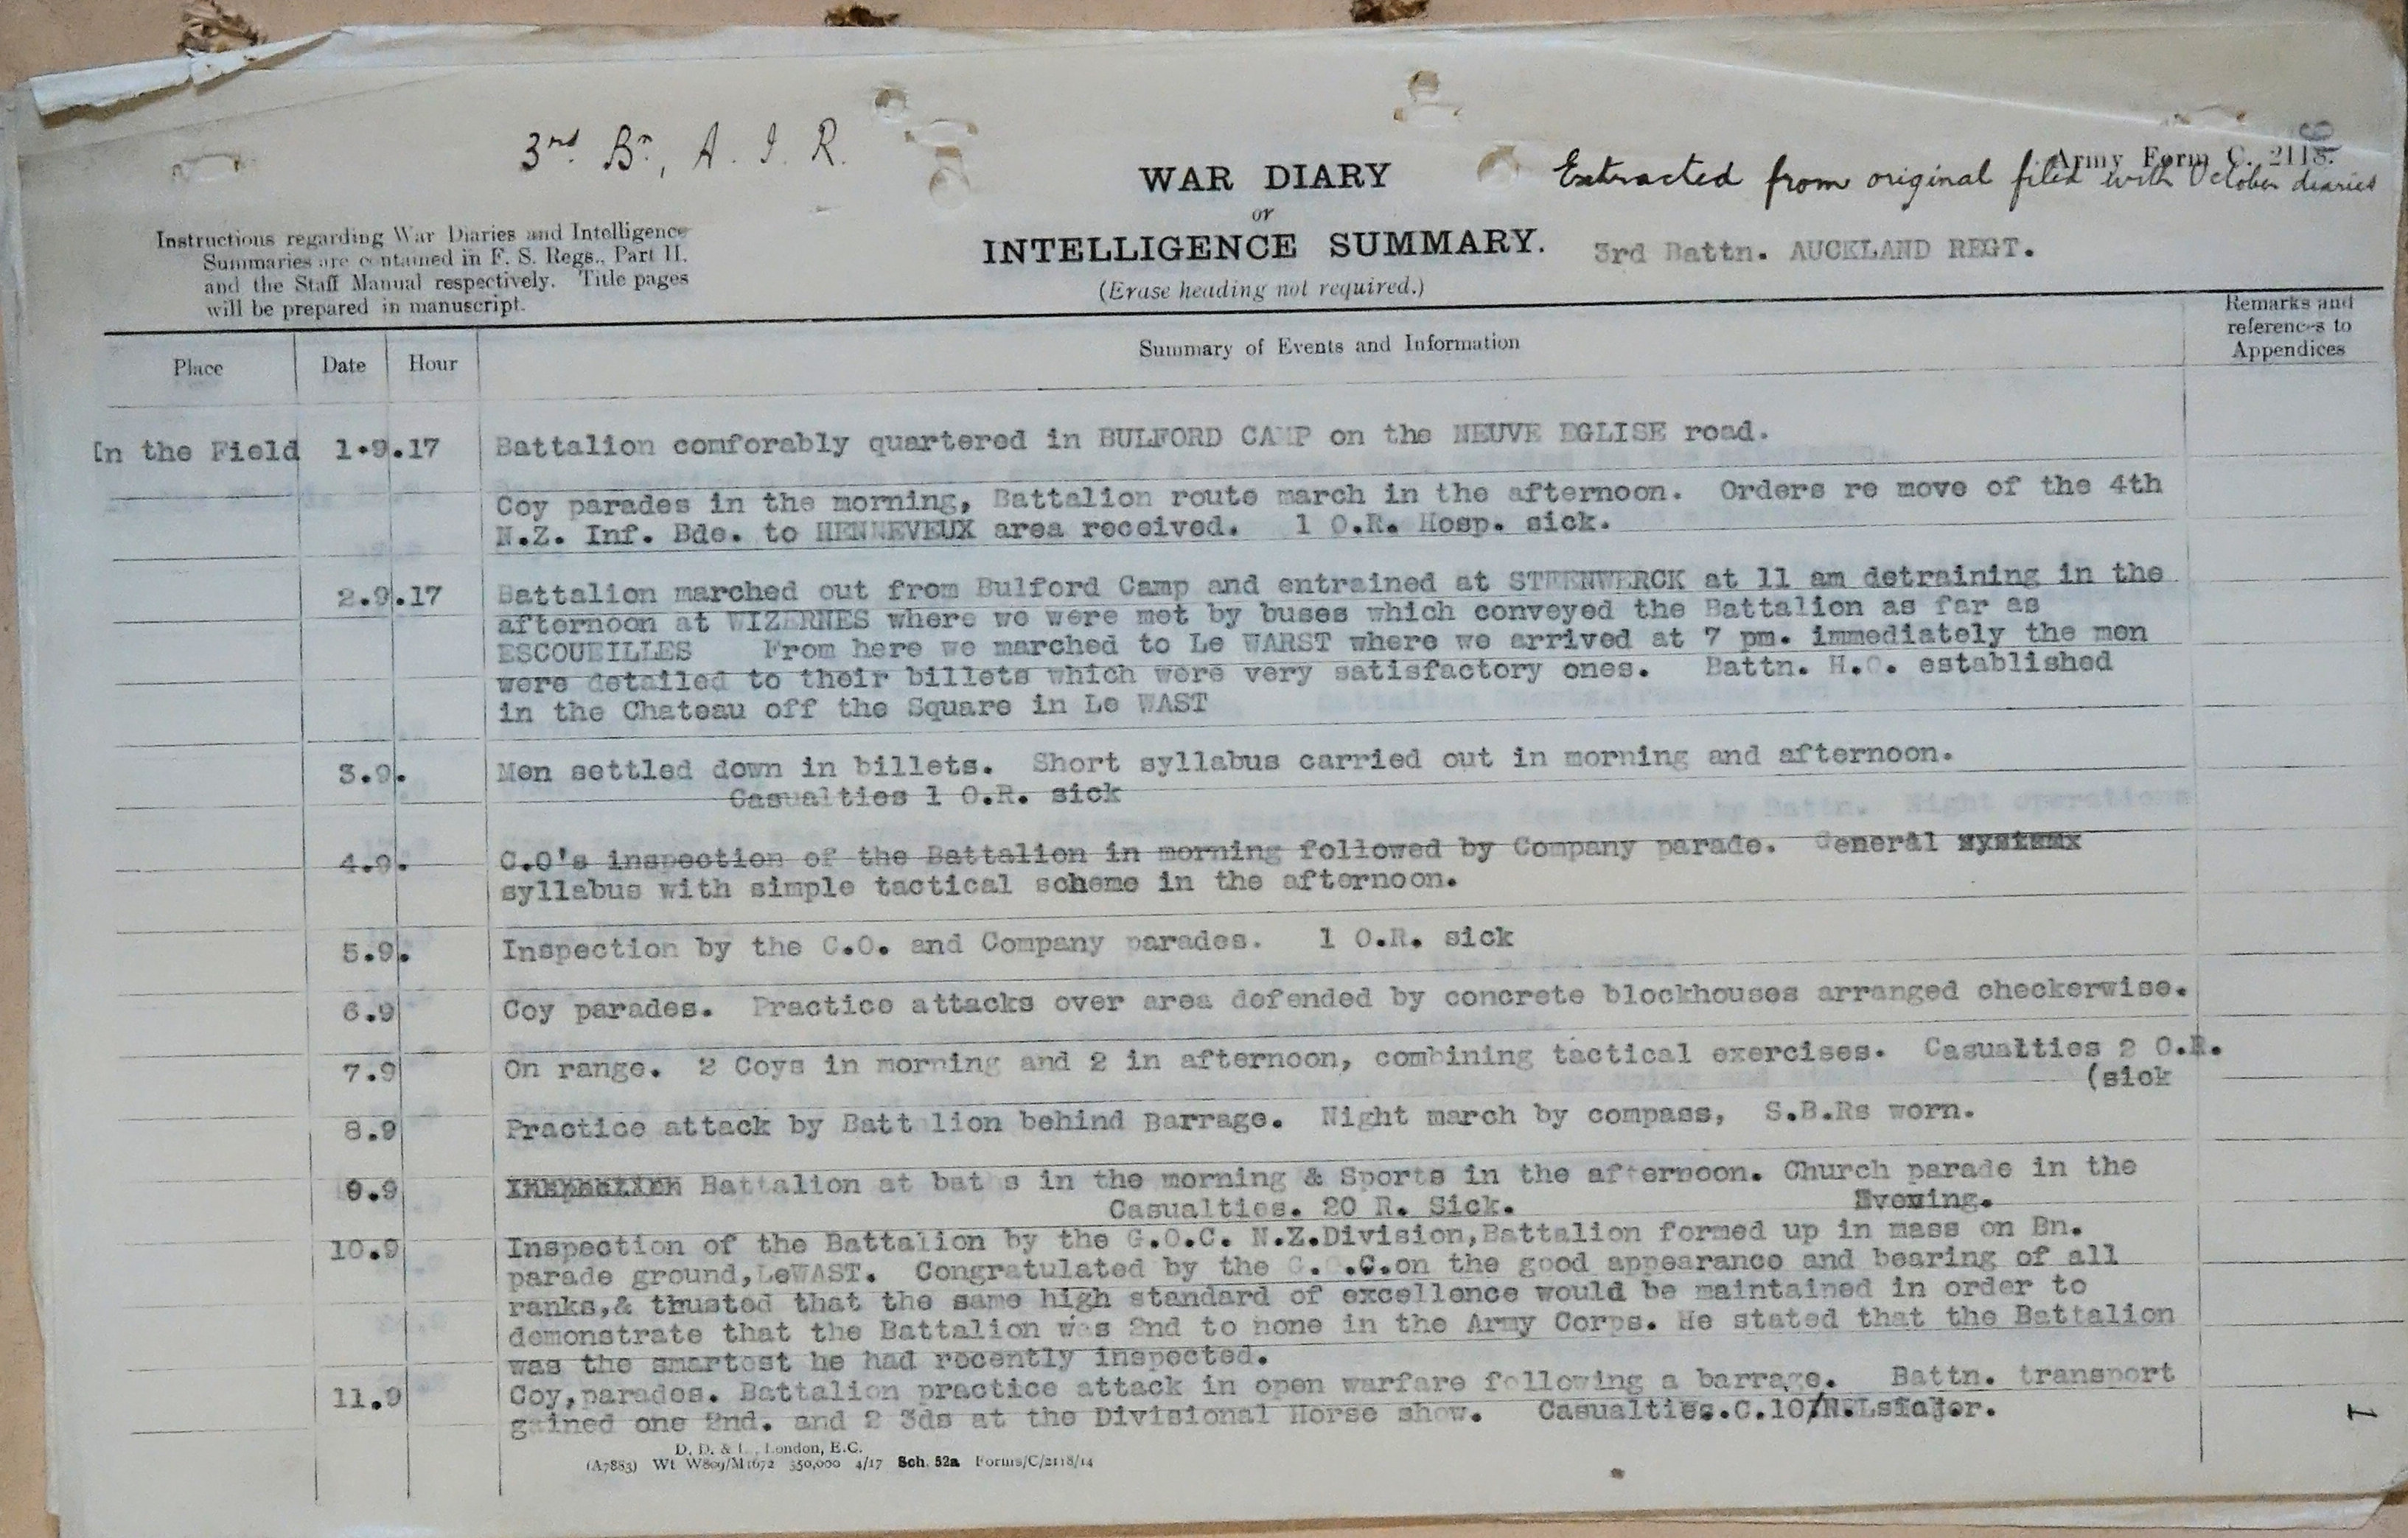 3rd Bn, A. I. R.
Extracted from original filed with October diaries
Army Form C. 2118.
WAR DIARY
or
INTELLIGENCE SUMMARY.
(Erase heading not required.)
3rd Battn. AUCKLAND REGT.
Instructions regarding War Diaries and Intelligence
Summaries are contained in F. S. Regs., Part II.
and the Staff Manual respectively. Title pages
will be prepared in manuscript.
Place Date Hour Summary of Events and Information Remarks and references to Appendices
In the Field 1.9.17 Battalion comforably quartered in BULFORD CAMP on the NEUVE EGLISE road.
Coy parades in the morning, Battalion route march in the afternoon. Orders re move of the 4th
N.Z. Inf. Bde. to HENNEVEUX area received. 1 O.R. Hosp. sick.
2.9.17 Battalion marched out from Bulford Camp and entrained at STEENWERCK at 11 am detraining in the
afternoon at WIZERNES where we were met by buses which conveyed the Battalion as far as
ESCOUEILLES From here we marched to Le WARST where we arrived at 7 pm. immediately the men
were detailed to their billets which were very satisfactory ones. Battn. H.Q. established
in the Chateau off the Square in Le WAST
3.9. Men settled down in billets. Short syllabus carried out in morning and afternoon.
Casualties 1 O.R. sick
4.9. C.O's inspection of the Battalion in morning followed by Company parade. General
syllabus with simple tactical scheme in the afternoon.
5.9. Inspection by the C.O. and Company parades. 1 O.R. sick
6.9 Coy parades. Practice attacks over area defended by concrete blockhouses arranged checkerwise.
7.9 On range. 2 Coys in morning and 2 in afternoon, combining tactical exercises. Casualties 2 O.R.
(sick
8.9 Practice attack by Batt lion behind Barrage. Night march by compass, S.B.Rs worn.
9.9 Battalion at bat s in the morning & Sports in the afternoon. Church parade in the
Casualties. 20 R. Sick. Evening.
10.9 Inspection of the Battalion by the G.O.C. N.Z.Division,Battalion formed up in mass on Bn.
parade ground,LeWAST. Congratulated by the G.O.C.on the good appearance and bearing of all
ranks,& thusted that the same high standard of excellence would be maintained in order to
demonstrate that the Battalion was 2nd to none in the Army Corps. He stated that the Battalion
was the smartest he had recently inspected.
11.9 Coy,parades. Battalion practice attack in open warfare following a barrage. Battn. transport
gained one 2nd. and 2 3ds at the Divisional Horse show. Casualties.
D. D. & L., London, E.C.
(A7883) Wt W809/M1672 350,000 4/17 Sch. 52a Forms/C/2118/14
1